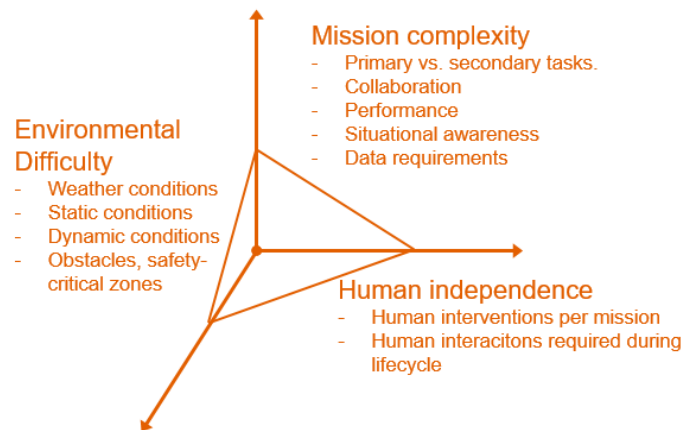 Mission complexity
- Primary vs. secondary tasks.
- Collaboration
- Performance
- Situational awareness
- Data requirements
Environmental
Difficulty
- Weather conditions
- Static conditions
- Dynamic conditions
- Obstacles, safety-
critical zones
Human independence
- Human interventions per mission
- Human interacitons required during
lifecycle